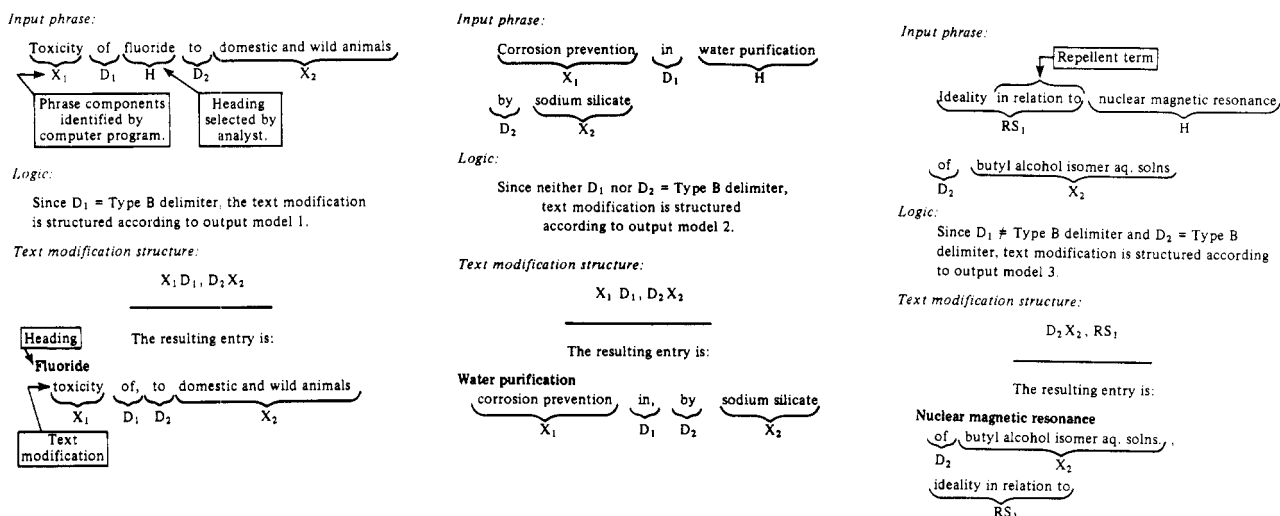 Input phrase:
Toxicity of fluoride to domestic and wild animals
X₁ D₁ H D₂ X₂
Phrase components
identified by
computer program.
Heading
selected by
analyst.
Logic:
Since D₁ = Type B delimiter, the text modification
is structured according to output model 1.
Text modification structure:
X₁D₁, D₂X₂
The resulting entry is:
Heading
Fluoride
toxicity of, to domestic and wild animals
X₁ D₁ D₂ X₂
Text
modification
Input phrase:
Corrosion prevention in water purification
X₁ D₁ H
by sodium silicate
D₂ X₂
Logic:
Since neither D₁ nor D₂ = Type B delimiter,
text modification is structured
according to output model 2.
Text modification structure:
X₁ D₁, D₂X₂
The resulting entry is:
Water purification
corrosion prevention in, by sodium silicate
X₁ D₁ D₂ X₂
Input phrase:
Repellent term
Ideality in relation to nuclear magnetic resonance
RS₁ H
of butyl alcohol isomer aq. solns
D₂ X₂
Logic:
Since D₁ ≠ Type B delimiter and D₂ = Type B
delimiter, text modification is structured according
to output model 3.
Text modification structure:
D₂X₂, RS₁
The resulting entry is:
Nuclear magnetic resonance
of butyl alcohol isomer aq. solns. ,
D₂ X₂
ideality in relation to
RS₁